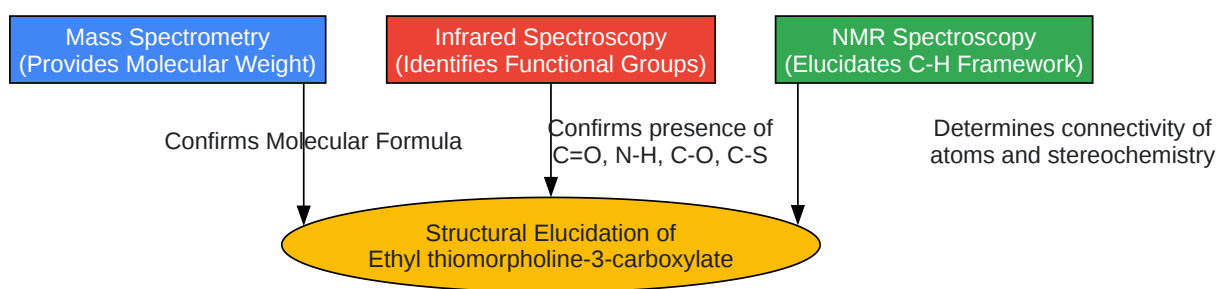 Mass Spectrometry
(Provides Molecular Weight)
Infrared Spectroscopy
(Identifies Functional Groups)
NMR Spectroscopy
(Elucidates C-H Framework)
Confirms Molecular Formula
Confirms presence of
C=O, N-H, C-O, C-S
Determines connectivity of
atoms and stereochemistry
Structural Elucidation of
Ethyl thiomorpholine-3-carboxylate